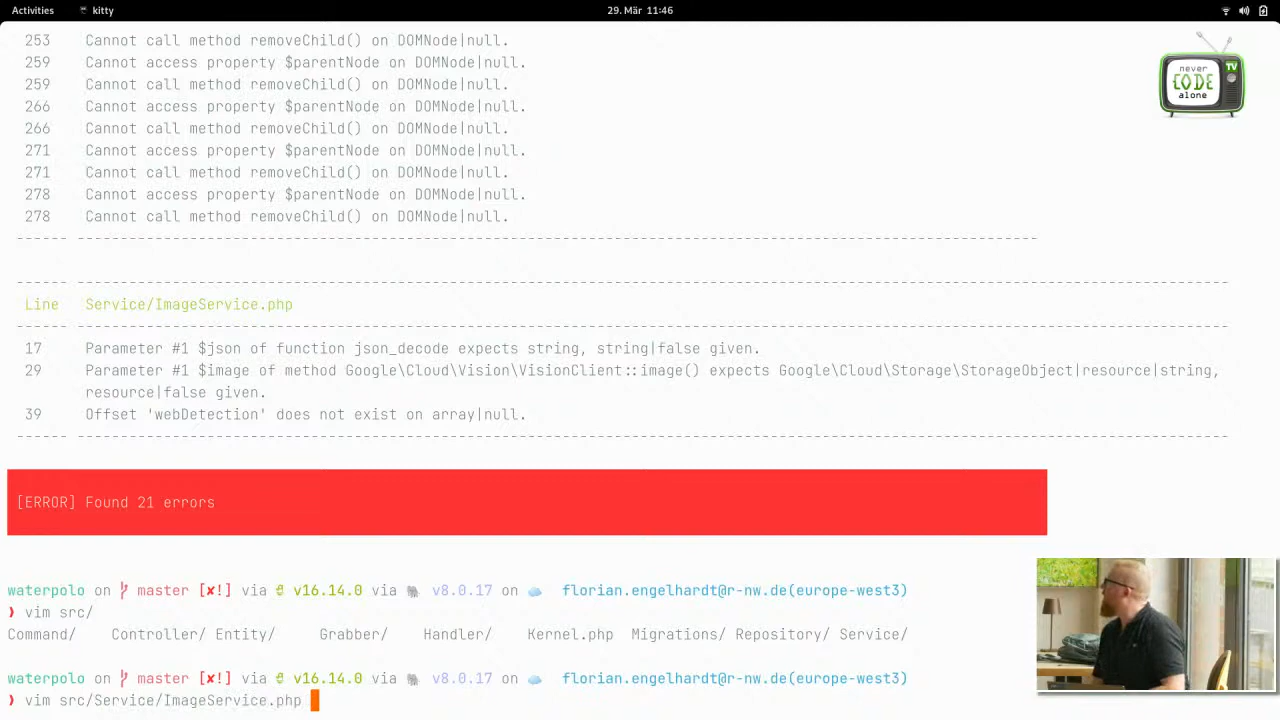 Activities kitty 29. Mär 11:46
253 Cannot call method removeChild() on DOMNode|null.
259 Cannot access property $parentNode on DOMNode|null.
259 Cannot call method removeChild() on DOMNode|null.
266 Cannot access property $parentNode on DOMNode|null.
266 Cannot call method removeChild() on DOMNode|null.
271 Cannot access property $parentNode on DOMNode|null.
271 Cannot call method removeChild() on DOMNode|null.
278 Cannot access property $parentNode on DOMNode|null.
278 Cannot call method removeChild() on DOMNode|null.
never
CODE
alone
TV
Line Service/ImageService.php
17 Parameter #1 $json of function json_decode expects string, string|false given.
29 Parameter #1 $image of method Google\Cloud\Vision\VisionClient::image() expects Google\Cloud\Storage\StorageObject|resource|string,
resource|false given.
39 Offset 'webDetection' does not exist on array|null.
[ERROR] Found 21 errors
waterpolo on master [✘!] via v16.14.0 via v8.0.17 on florian.engelhardt@r-nw.de(europe-west3)
❯ vim src/
Command/ Controller/ Entity/ Grabber/ Handler/ Kernel.php Migrations/ Repository/ Service/
waterpolo on master [✘!] via v16.14.0 via v8.0.17 on florian.engelhardt@r-nw.de(europe-west3)
❯ vim src/Service/ImageService.php